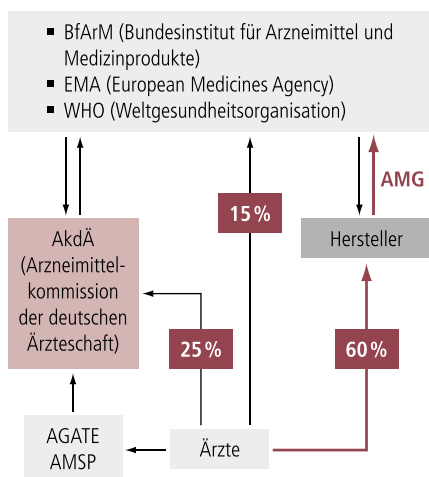 ▪ BfArM (Bundesinstitut für Arzneimittel und
Medizinprodukte)
▪ EMA (European Medicines Agency)
▪ WHO (Weltgesundheitsorganisation)
AMG
15 %
AkdÄ
(Arzneimittel-
kommission
der deutschen
Ärzteschaft)
Hersteller
25 %
60 %
AGATE
AMSP
Ärzte